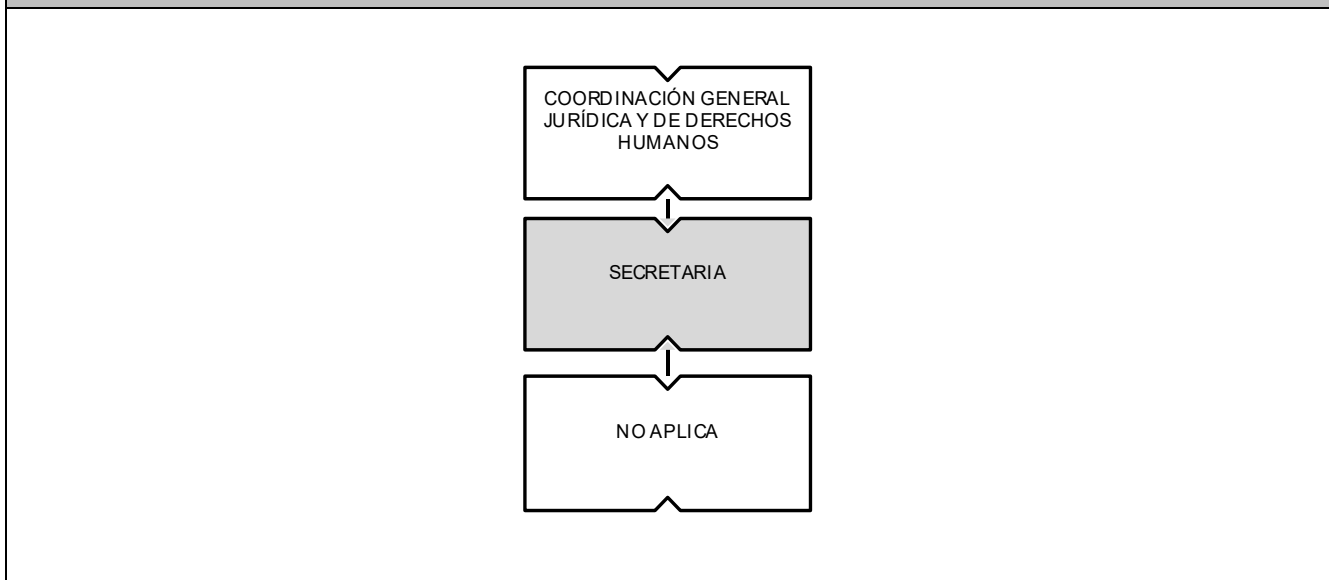 COORDINACIÓN GENERAL
JURÍDICA Y DE DERECHOS
HUMANOS
SECRETARIA
NO APLICA